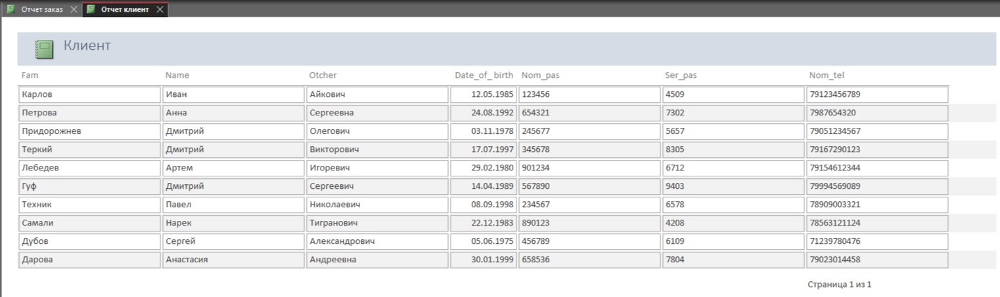 Отчет заказ Отчет клиент
Клиент
Fam Name Otcher Date_of_birth Nom_pas Ser_pas Nom_tel
Карлов Иван Айкович 12.05.1985 123456 4509 79123456789
Петрова Анна Сергеевна 24.08.1992 654321 7302 7987654320
Придорожнев Дмитрий Олегович 03.11.1978 245677 5657 79051234567
Теркий Дмитрий Викторович 17.07.1997 345678 8305 79167290123
Лебедев Артем Игоревич 29.02.1980 901234 6712 79154612344
Гуф Дмитрий Сергеевич 14.04.1989 567890 9403 79994569089
Техник Павел Николаевич 08.09.1998 234567 6578 78909003321
Самали Нарек Тигранович 22.12.1983 890123 4208 78563121124
Дубов Сергей Александрович 05.06.1975 456789 6109 71239780476
Дарова Анастасия Андреевна 30.01.1999 658536 7804 79023014458
Страница 1 из 1